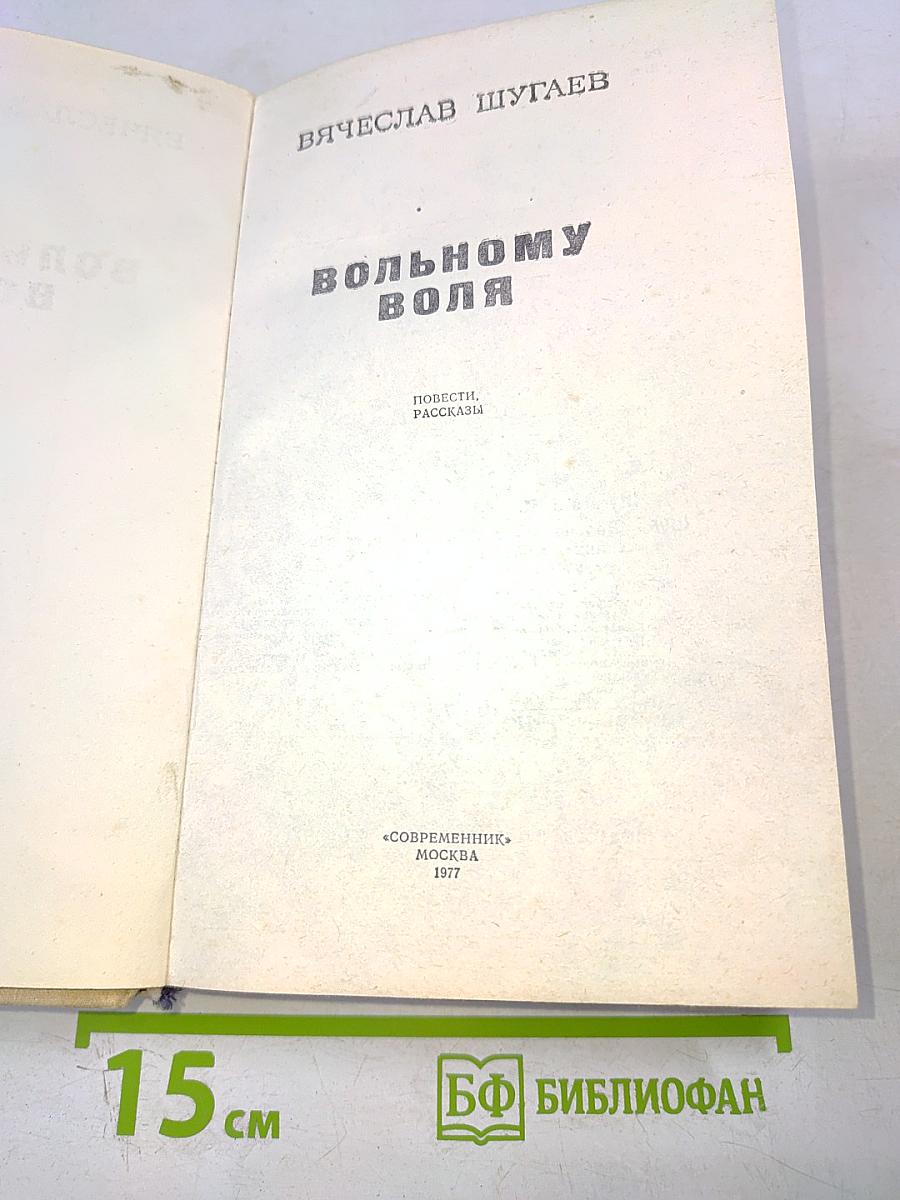 ВЯЧЕСЛАВ ШУГАЕВ
ВОЛЬНОМУ
ВОЛЯ
ПОВЕСТИ,
РАССКАЗЫ
«СОВРЕМЕННИК»
МОСКВА
1977
15 см
БФ БИБЛИОФАН